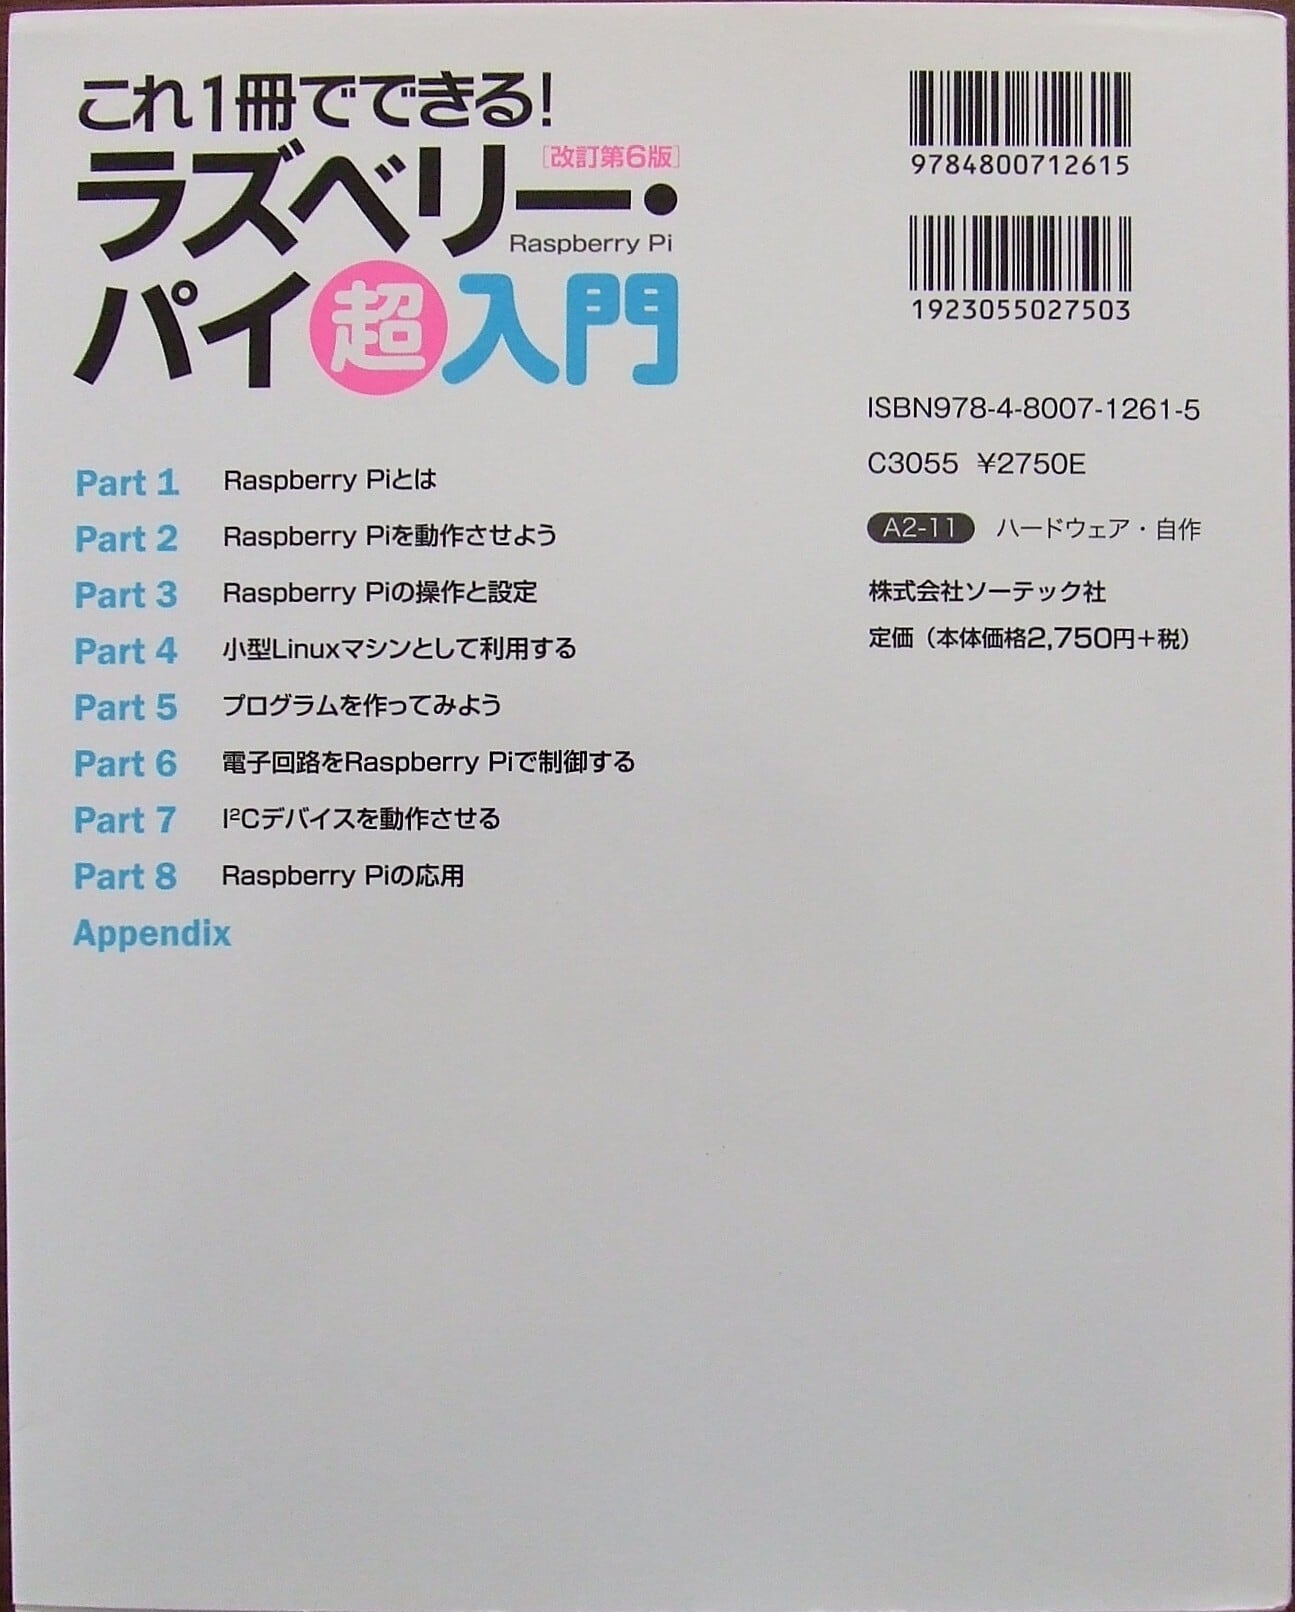 これ1冊でできる!
[改訂第6版]
ラズベリー・
Raspberry Pi
パイ超入門
Part 1 Raspberry Piとは
Part 2 Raspberry Piを動作させよう
Part 3 Raspberry Piの操作と設定
Part 4 小型Linuxマシンとして利用する
Part 5 プログラムを作ってみよう
Part 6 電子回路をRaspberry Piで制御する
Part 7 I²Cデバイスを動作させる
Part 8 Raspberry Piの応用
Appendix
9784800712615
1923055027503
ISBN978-4-8007-1261-5
C3055 ¥2750E
A2-11 ハードウェア・自作
株式会社ソーテック社
定価（本体価格2,750円+税）